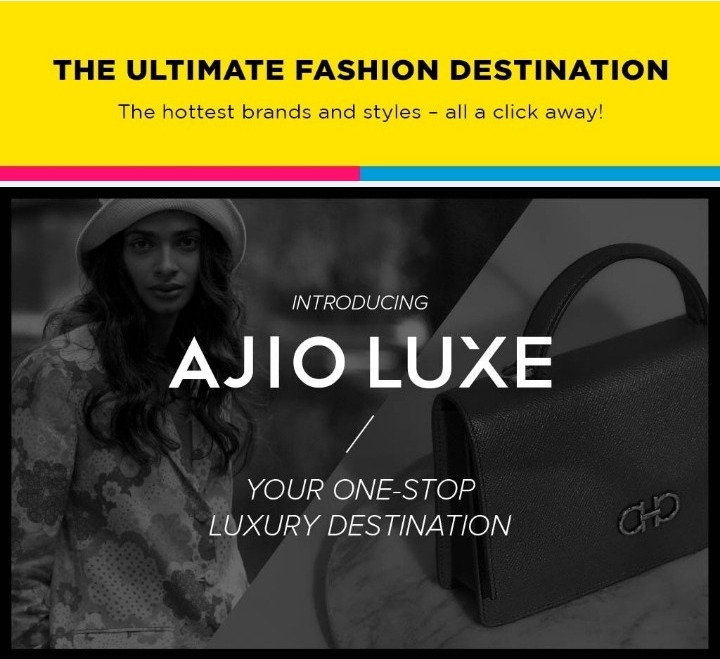 THE ULTIMATE FASHION DESTINATION
The hottest brands and styles – all a click away!
INTRODUCING
AJIO LUXE
YOUR ONE-STOP
LUXURY DESTINATION
CHC